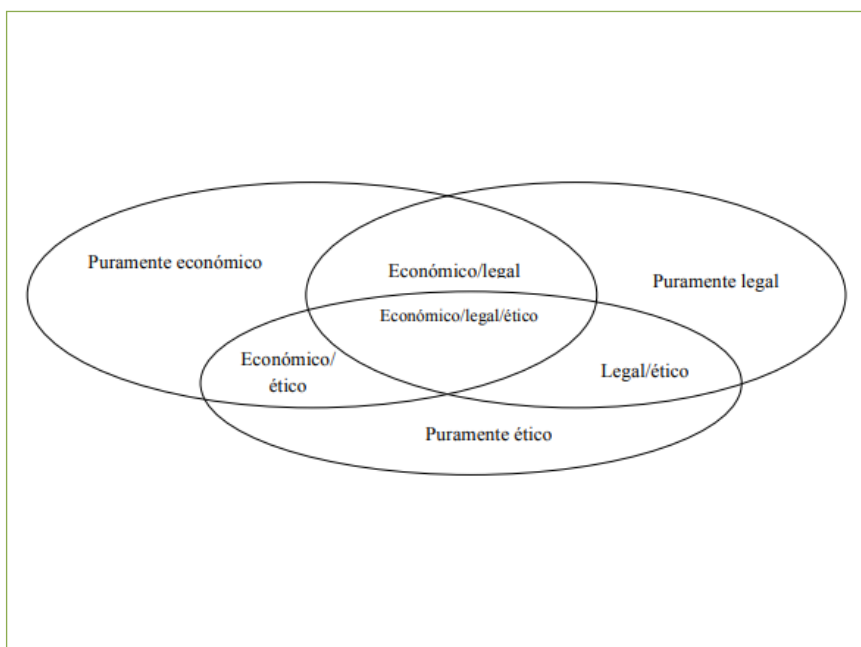 Puramente económico
Económico/legal
Puramente legal
Económico/legal/ético
Económico/
ético
Legal/ético
Puramente ético